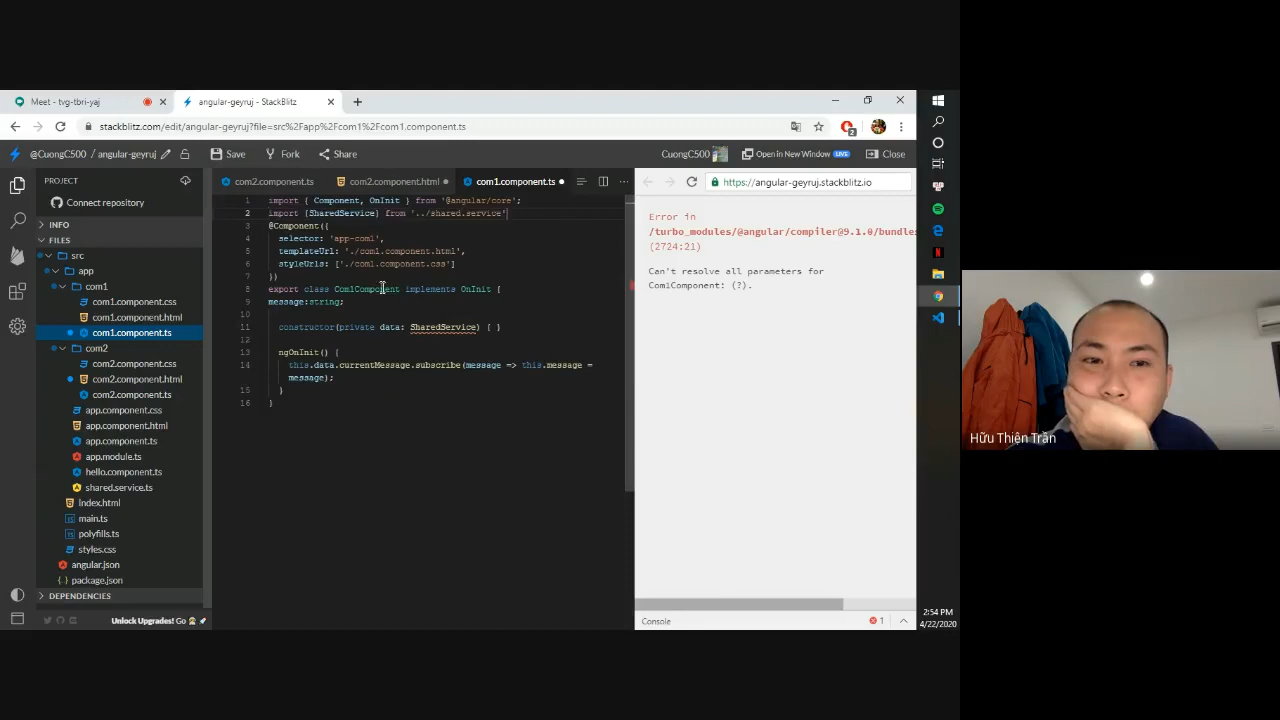 Meet - tvg-tbri-yaj
angular-geyruj - StackBlitz
stackblitz.com/edit/angular-geyruj?file=src%2Fapp%2Fcom1%2Fcom1.component.ts
2
@CuongC500 / angular-geyruj
Save
Fork
Share
CuongC500
Open in New Window LIVE
Close
PROJECT
Connect repository
INFO
FILES
src
app
com1
com1.component.css
com1.component.html
com1.component.ts
com2
com2.component.css
com2.component.html
com2.component.ts
app.component.css
app.component.html
app.component.ts
app.module.ts
hello.component.ts
shared.service.ts
index.html
main.ts
polyfills.ts
styles.css
angular.json
package.json
DEPENDENCIES
Unlock Upgrades! Go
com2.component.ts
com2.component.html
com1.component.ts
1 import { Component, OnInit } from '@angular/core';
2 import {SharedService} from '../shared.service'
3 @Component({
4 selector: 'app-com1',
5 templateUrl: './com1.component.html',
6 styleUrls: ['./com1.component.css']
7 })
8 export class Com1Component implements OnInit {
9 message:string;
10
11 constructor(private data: SharedService) { }
12
13 ngOnInit() {
14 this.data.currentMessage.subscribe(message => this.message =
message);
15 }
16 }
https://angular-geyruj.stackblitz.io
Error in
/turbo_modules/@angular/compiler@9.1.0/bundles
(2724:21)
Can't resolve all parameters for
Com1Component: (?).
Console
1
2:54 PM
4/22/2020
Hữu Thiện Trần